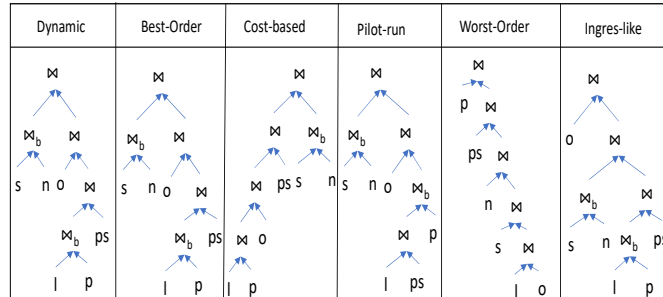 Dynamic Best-Order Cost-based Pilot-run Worst-Order Ingres-like
⋈ ⋈ ⋈ ⋈ ⋈ ⋈
p ⋈
⋈b ⋈ ⋈b ⋈ ⋈ ⋈b ⋈b ⋈ o ⋈
ps ⋈
s n o ⋈ s n o ⋈ ⋈ ps s n s n o ⋈b n ⋈ ⋈b ⋈
⋈b ps ⋈b ps ⋈ o ⋈ p s ⋈ s n ⋈b ps
l p l p l p l ps l o l p